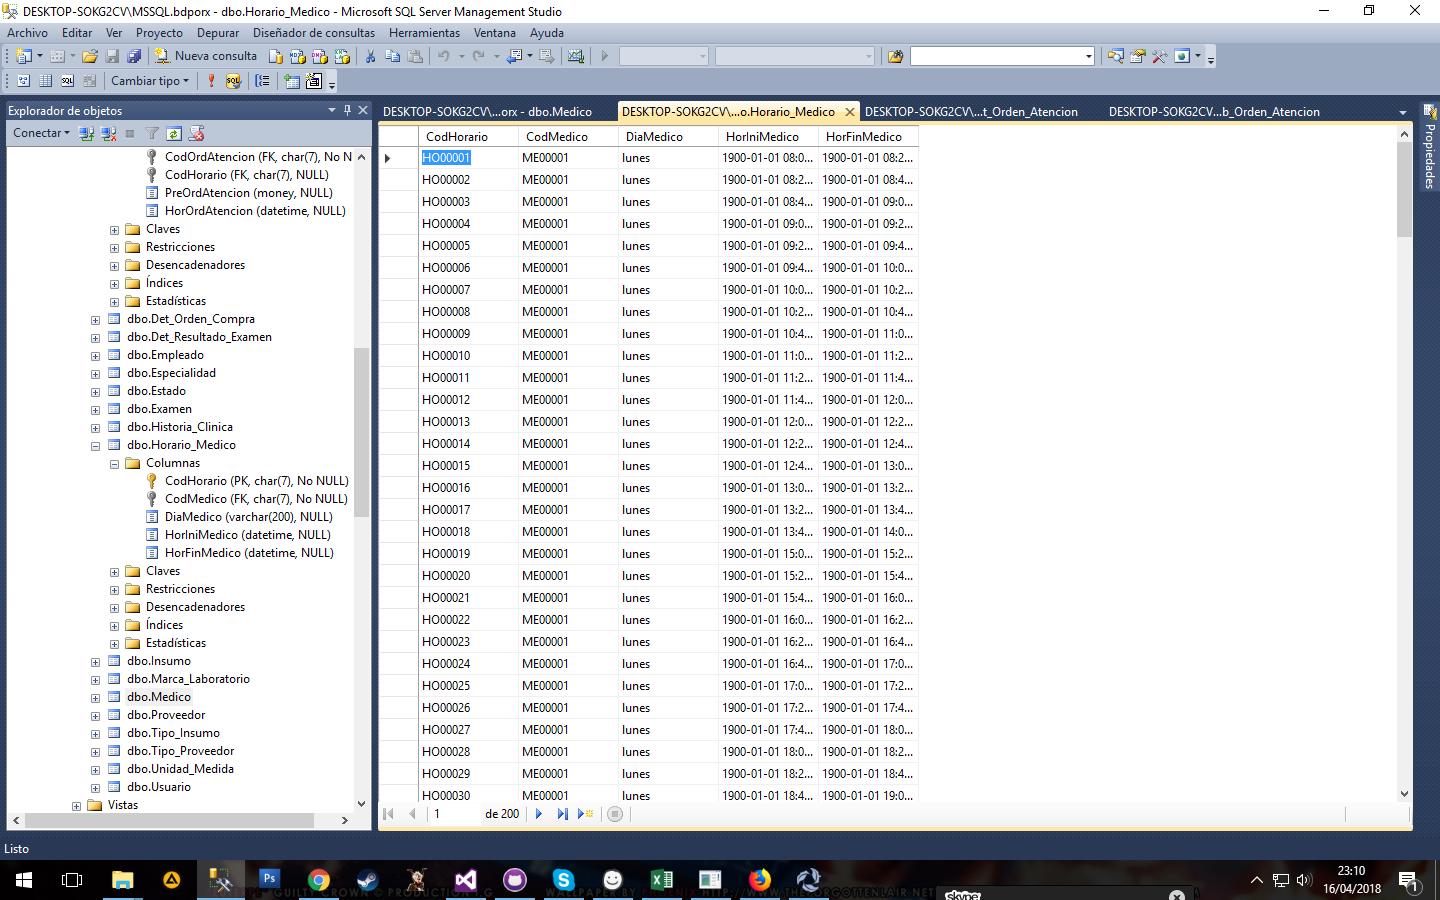 DESKTOP-SOKG2CV\MSSQL.bdporx - dbo.Horario_Medico - Microsoft SQL Server Management Studio
Archivo Editar Ver Proyecto Depurar Diseñador de consultas Herramientas Ventana Ayuda
Nueva consulta
Cambiar tipo
Explorador de objetos
DESKTOP-SOKG2CV\...orx - dbo.Medico DESKTOP-SOKG2CV\...o.Horario_Medico DESKTOP-SOKG2CV\...t_Orden_Atencion DESKTOP-SOKG2CV...b_Orden_Atencion
Propiedades
Conectar
CodOrdAtencion (FK, char(7), No N
CodHorario (FK, char(7), NULL)
PreOrdAtencion (money, NULL)
HorOrdAtencion (datetime, NULL)
Claves
Restricciones
Desencadenadores
Índices
Estadísticas
dbo.Det_Orden_Compra
dbo.Det_Resultado_Examen
dbo.Empleado
dbo.Especialidad
dbo.Estado
dbo.Examen
dbo.Historia_Clinica
dbo.Horario_Medico
Columnas
CodHorario (PK, char(7), No NULL)
CodMedico (FK, char(7), No NULL)
DiaMedico (varchar(200), NULL)
HorIniMedico (datetime, NULL)
HorFinMedico (datetime, NULL)
Claves
Restricciones
Desencadenadores
Índices
Estadísticas
dbo.Insumo
dbo.Marca_Laboratorio
dbo.Medico
dbo.Proveedor
dbo.Tipo_Insumo
dbo.Tipo_Proveedor
dbo.Unidad_Medida
dbo.Usuario
Vistas
CodHorario CodMedico DiaMedico HorIniMedico HorFinMedico
HO00001 ME00001 lunes 1900-01-01 08:0... 1900-01-01 08:2...
HO00002 ME00001 lunes 1900-01-01 08:2... 1900-01-01 08:4...
HO00003 ME00001 lunes 1900-01-01 08:4... 1900-01-01 09:0...
HO00004 ME00001 lunes 1900-01-01 09:0... 1900-01-01 09:2...
HO00005 ME00001 lunes 1900-01-01 09:2... 1900-01-01 09:4...
HO00006 ME00001 lunes 1900-01-01 09:4... 1900-01-01 10:0...
HO00007 ME00001 lunes 1900-01-01 10:0... 1900-01-01 10:2...
HO00008 ME00001 lunes 1900-01-01 10:2... 1900-01-01 10:4...
HO00009 ME00001 lunes 1900-01-01 10:4... 1900-01-01 11:0...
HO00010 ME00001 lunes 1900-01-01 11:0... 1900-01-01 11:2...
HO00011 ME00001 lunes 1900-01-01 11:2... 1900-01-01 11:4...
HO00012 ME00001 lunes 1900-01-01 11:4... 1900-01-01 12:0...
HO00013 ME00001 lunes 1900-01-01 12:0... 1900-01-01 12:2...
HO00014 ME00001 lunes 1900-01-01 12:2... 1900-01-01 12:4...
HO00015 ME00001 lunes 1900-01-01 12:4... 1900-01-01 13:0...
HO00016 ME00001 lunes 1900-01-01 13:0... 1900-01-01 13:2...
HO00017 ME00001 lunes 1900-01-01 13:2... 1900-01-01 13:4...
HO00018 ME00001 lunes 1900-01-01 13:4... 1900-01-01 14:0...
HO00019 ME00001 lunes 1900-01-01 15:0... 1900-01-01 15:2...
HO00020 ME00001 lunes 1900-01-01 15:2... 1900-01-01 15:4...
HO00021 ME00001 lunes 1900-01-01 15:4... 1900-01-01 16:0...
HO00022 ME00001 lunes 1900-01-01 16:0... 1900-01-01 16:2...
HO00023 ME00001 lunes 1900-01-01 16:2... 1900-01-01 16:4...
HO00024 ME00001 lunes 1900-01-01 16:4... 1900-01-01 17:0...
HO00025 ME00001 lunes 1900-01-01 17:0... 1900-01-01 17:2...
HO00026 ME00001 lunes 1900-01-01 17:2... 1900-01-01 17:4...
HO00027 ME00001 lunes 1900-01-01 17:4... 1900-01-01 18:0...
HO00028 ME00001 lunes 1900-01-01 18:0... 1900-01-01 18:2...
HO00029 ME00001 lunes 1900-01-01 18:2... 1900-01-01 18:4...
HO00030 ME00001 lunes 1900-01-01 18:4... 1900-01-01 19:0...
1 de 200
Listo
Ps
23:10
16/04/2018
1
skype